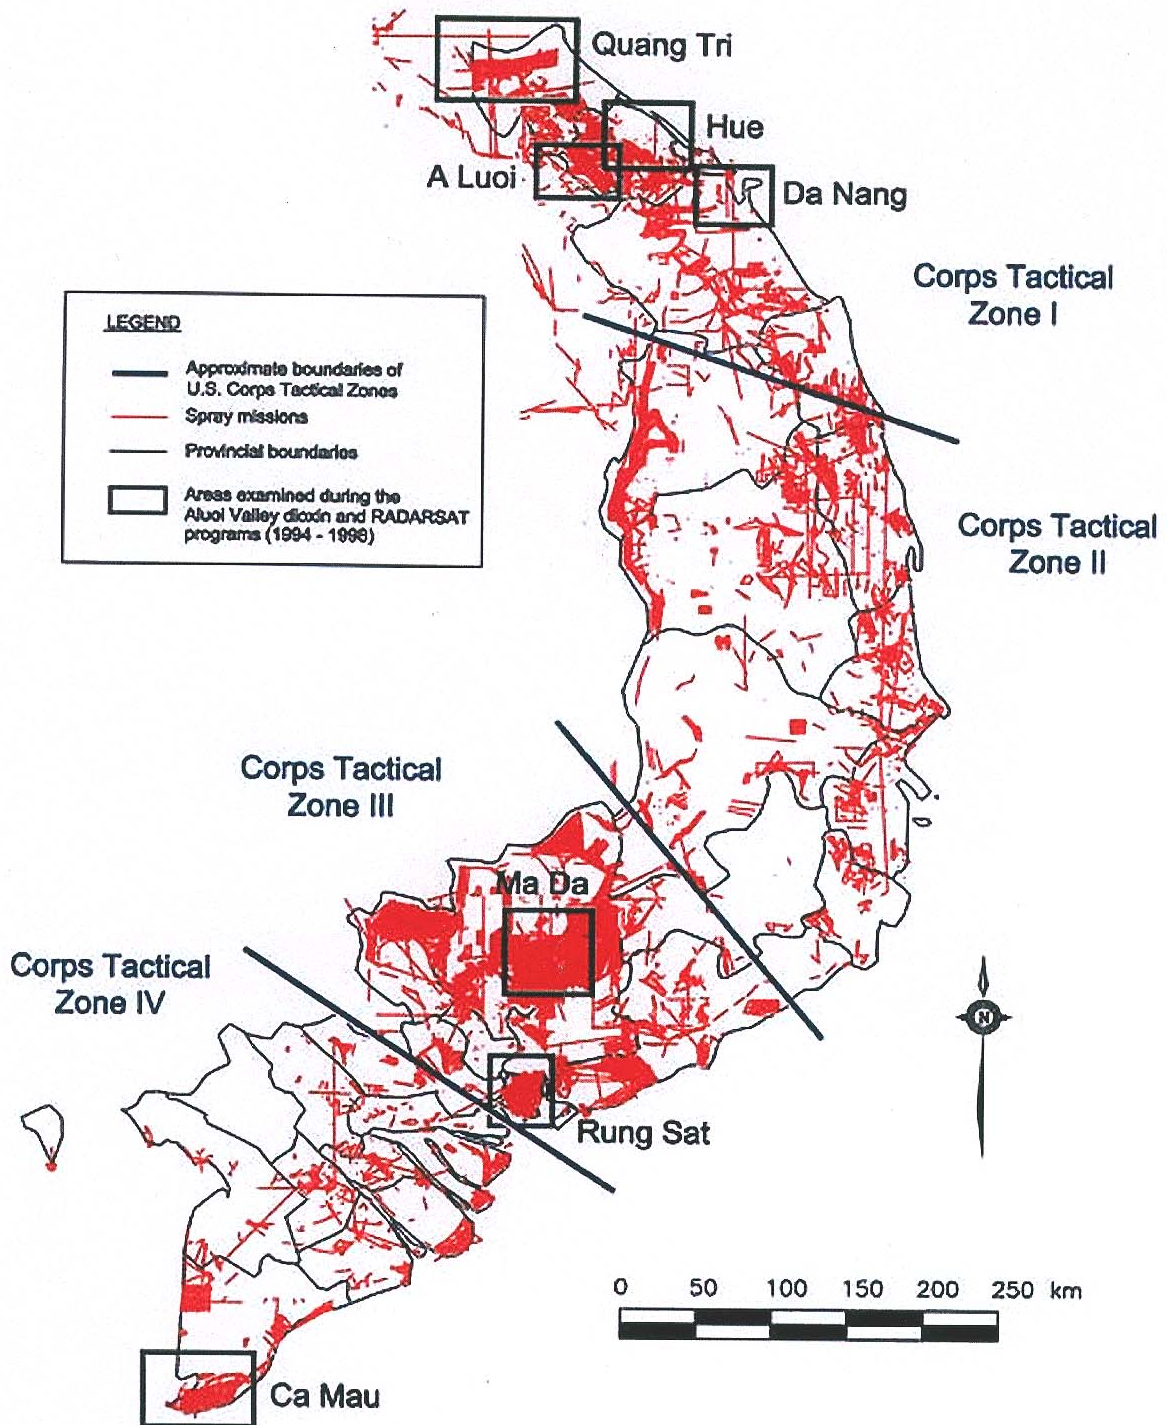 Quang Tri
Hue
A Luoi
Da Nang
Corps Tactical
Zone I
LEGEND
Approximate boundaries of
U.S. Corps Tactical Zones
Spray missions
Provincial boundaries
Areas examined during the
Aluoi Valley dioxin and RADARSAT
programs (1994 - 1998)
Corps Tactical
Zone II
Corps Tactical
Zone III
Ma Da
Corps Tactical
Zone IV
N
Rung Sat
0 50 100 150 200 250 km
Ca Mau